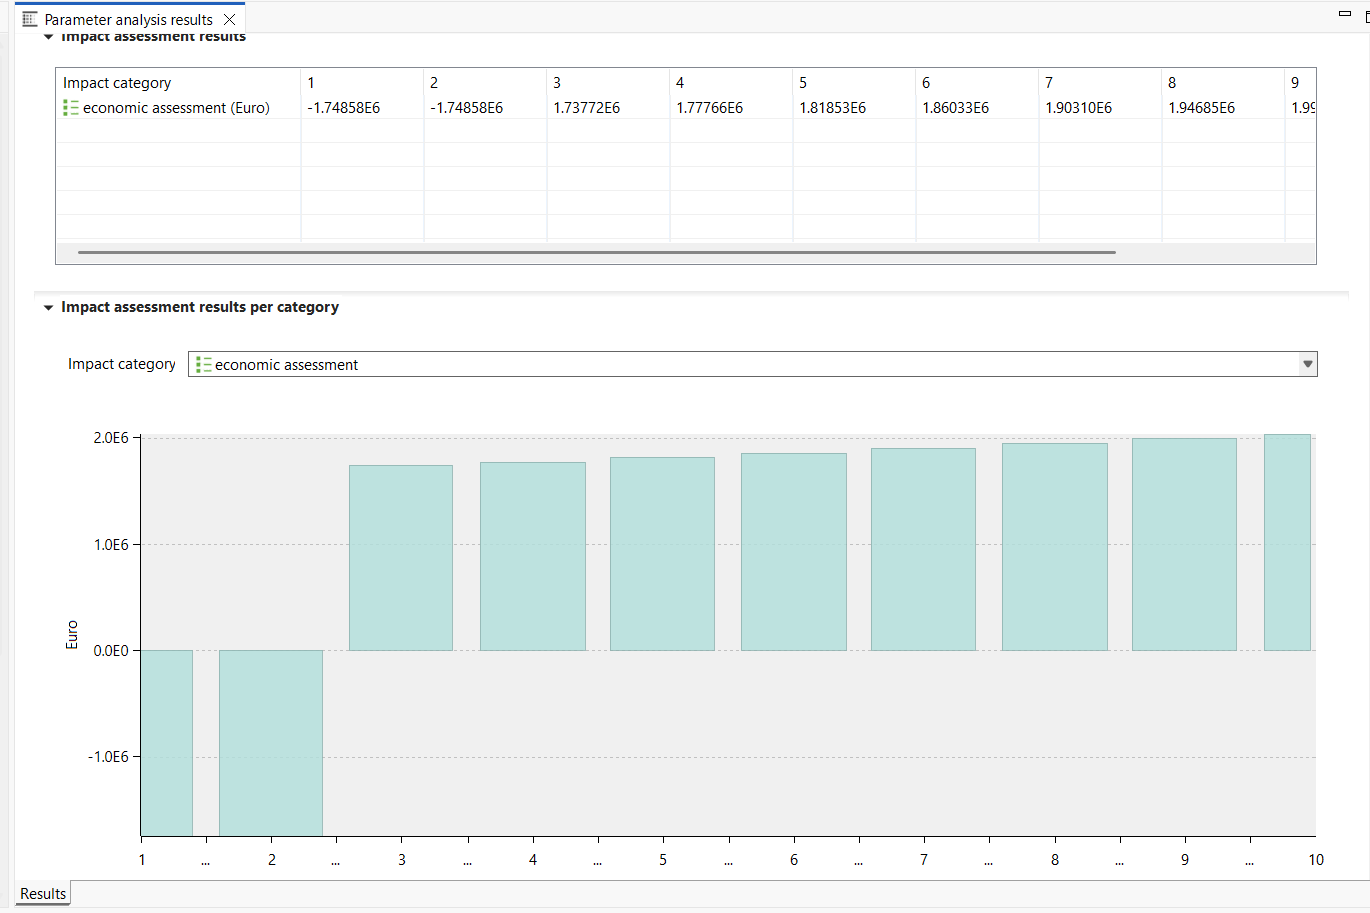 Parameter analysis results
Impact assessment results
Impact category 1 2 3 4 5 6 7 8 9
economic assessment (Euro) -1.74858E6 -1.74858E6 1.73772E6 1.77766E6 1.81853E6 1.86033E6 1.90310E6 1.94685E6 1.99
Impact assessment results per category
Impact category economic assessment
2.0E6
1.0E6
Euro
0.0E0
-1.0E6
1 ... 2 ... 3 ... 4 ... 5 ... 6 ... 7 ... 8 ... 9 ... 10
Results